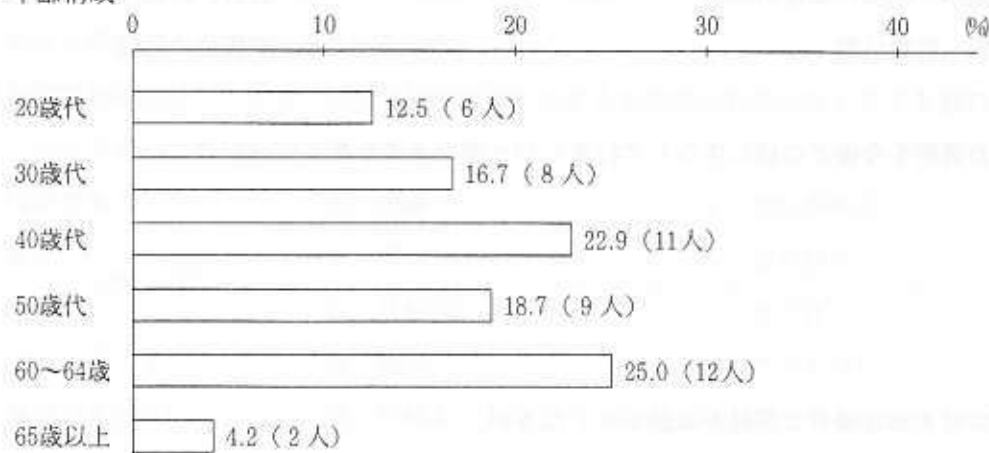 0 10 20 30 40 (%)
20歳代 12.5 ( 6人)
30歳代 16.7 ( 8人)
40歳代 22.9 (11人)
50歳代 18.7 ( 9人)
60〜64歳 25.0 (12人)
65歳以上 4.2 ( 2人)